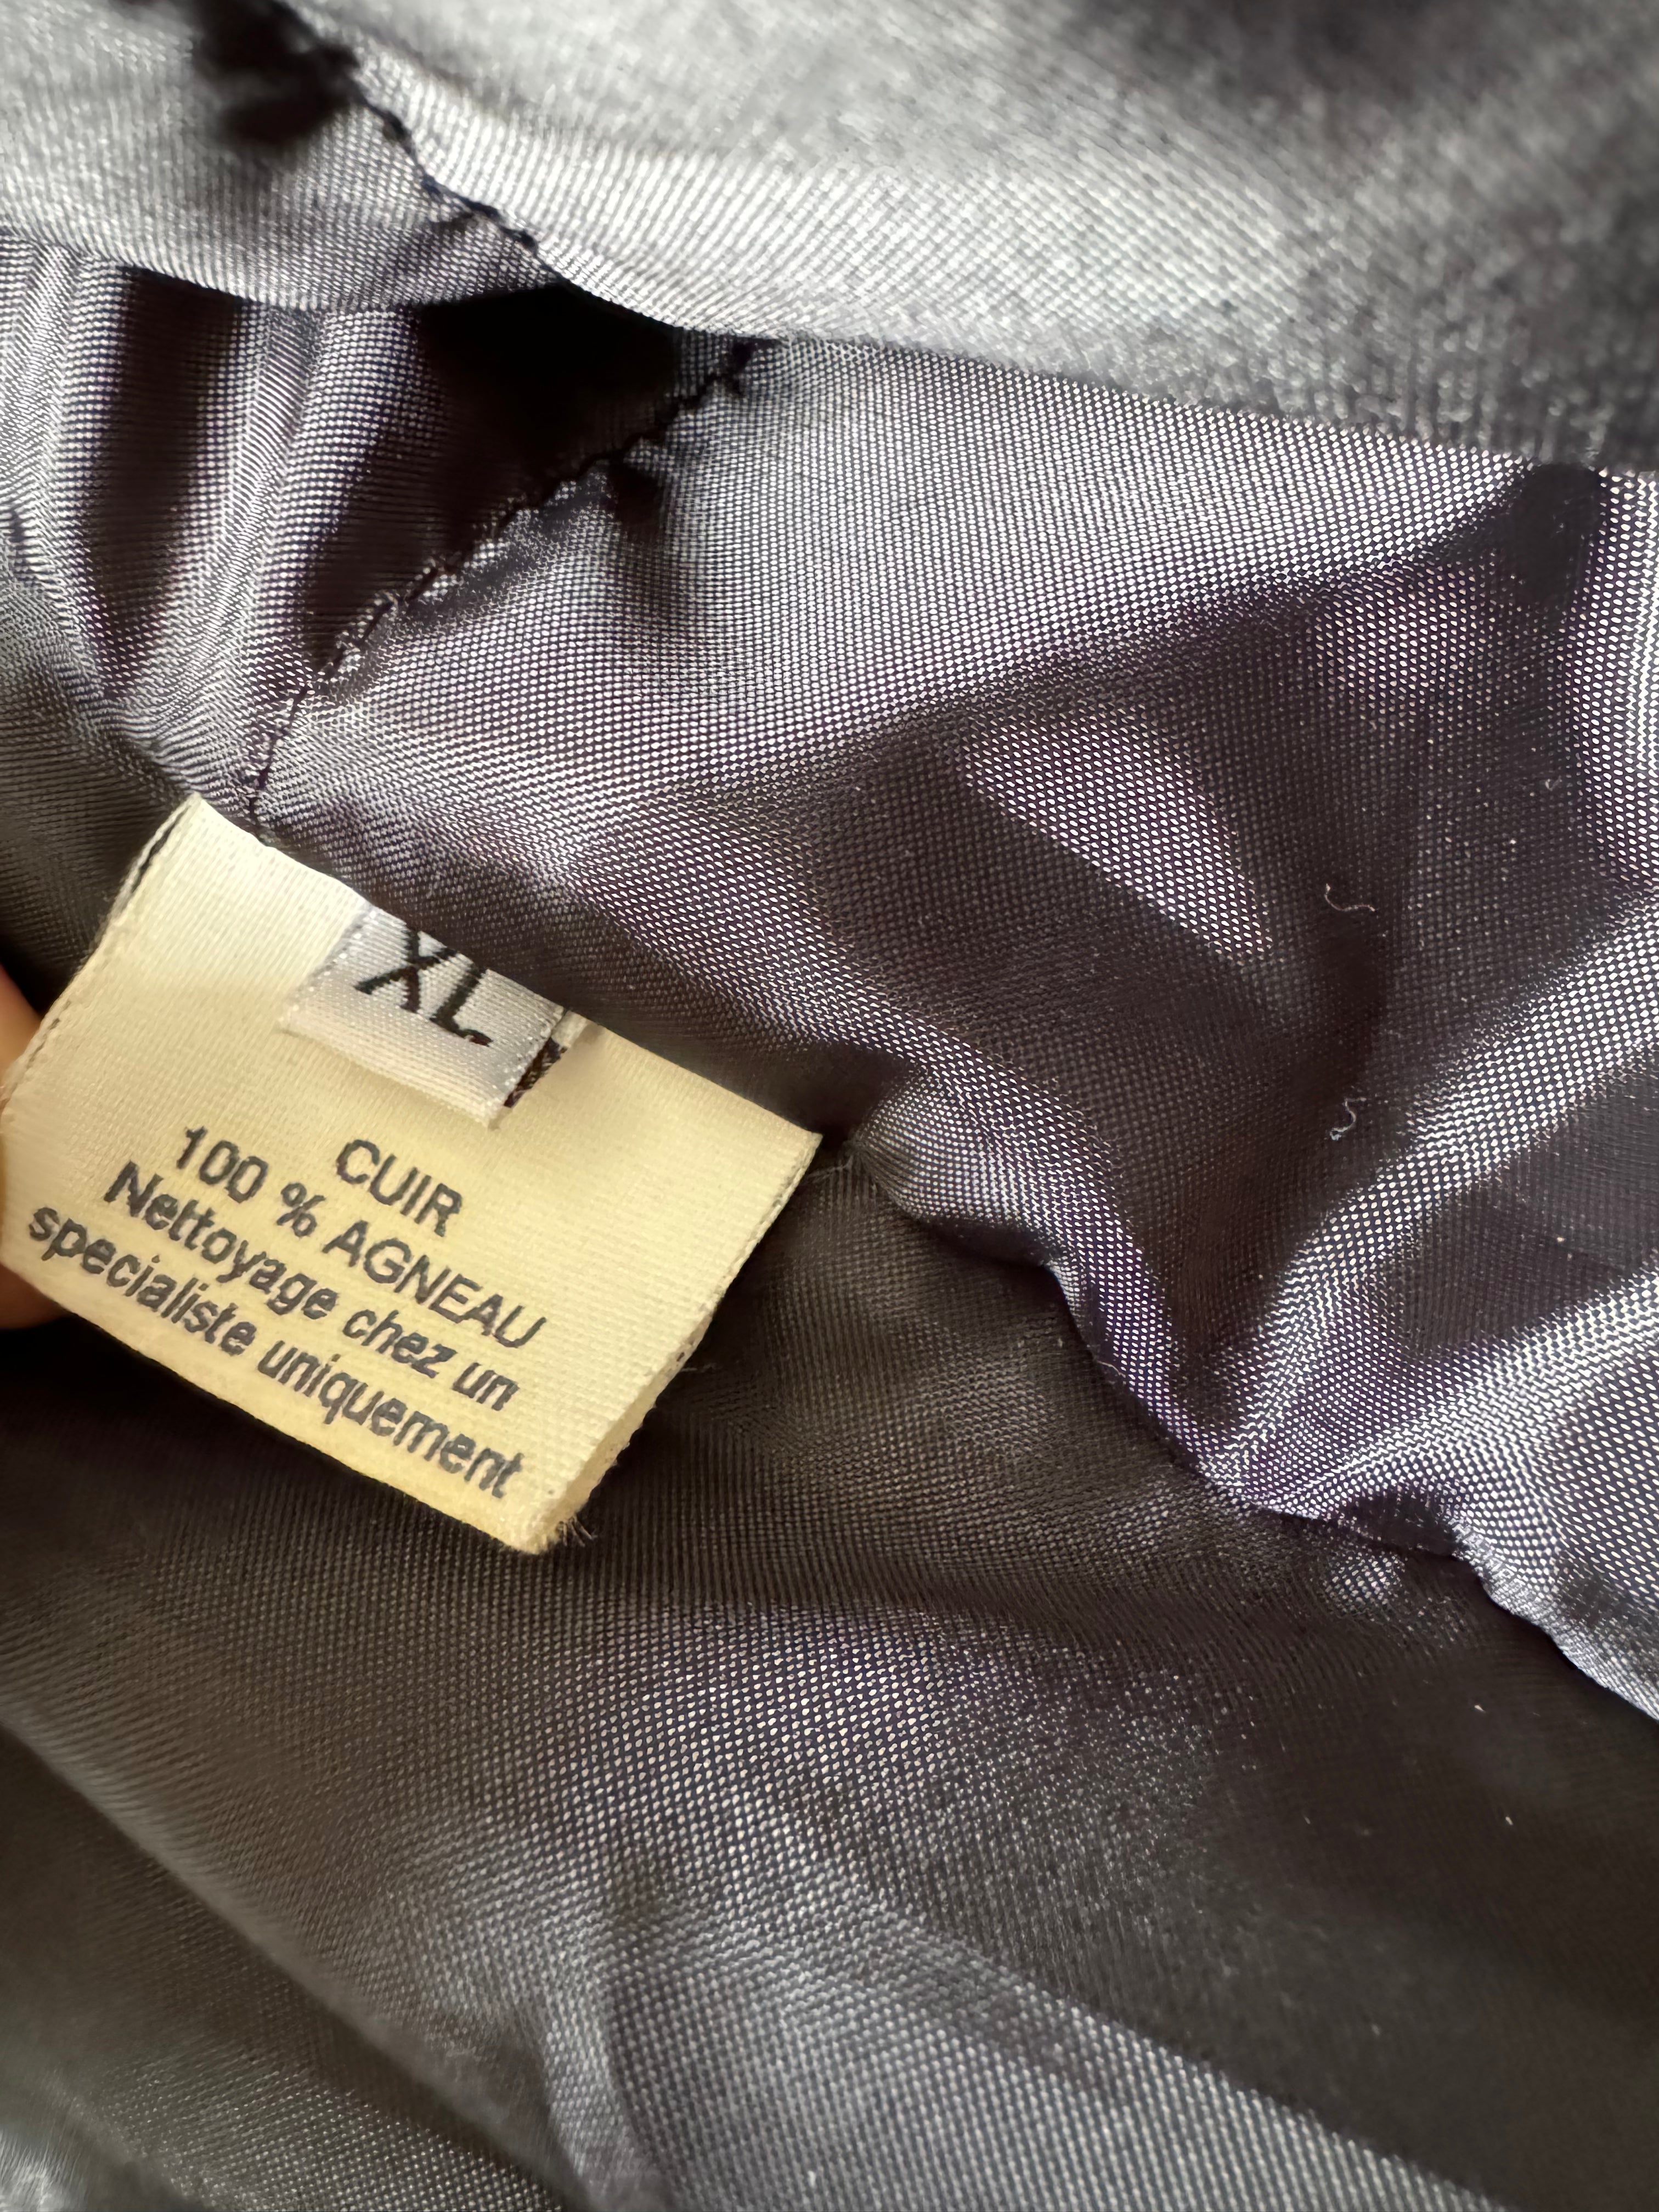 XL
CUIR
100 % AGNEAU
Nettoyage chez un
specialiste uniquement